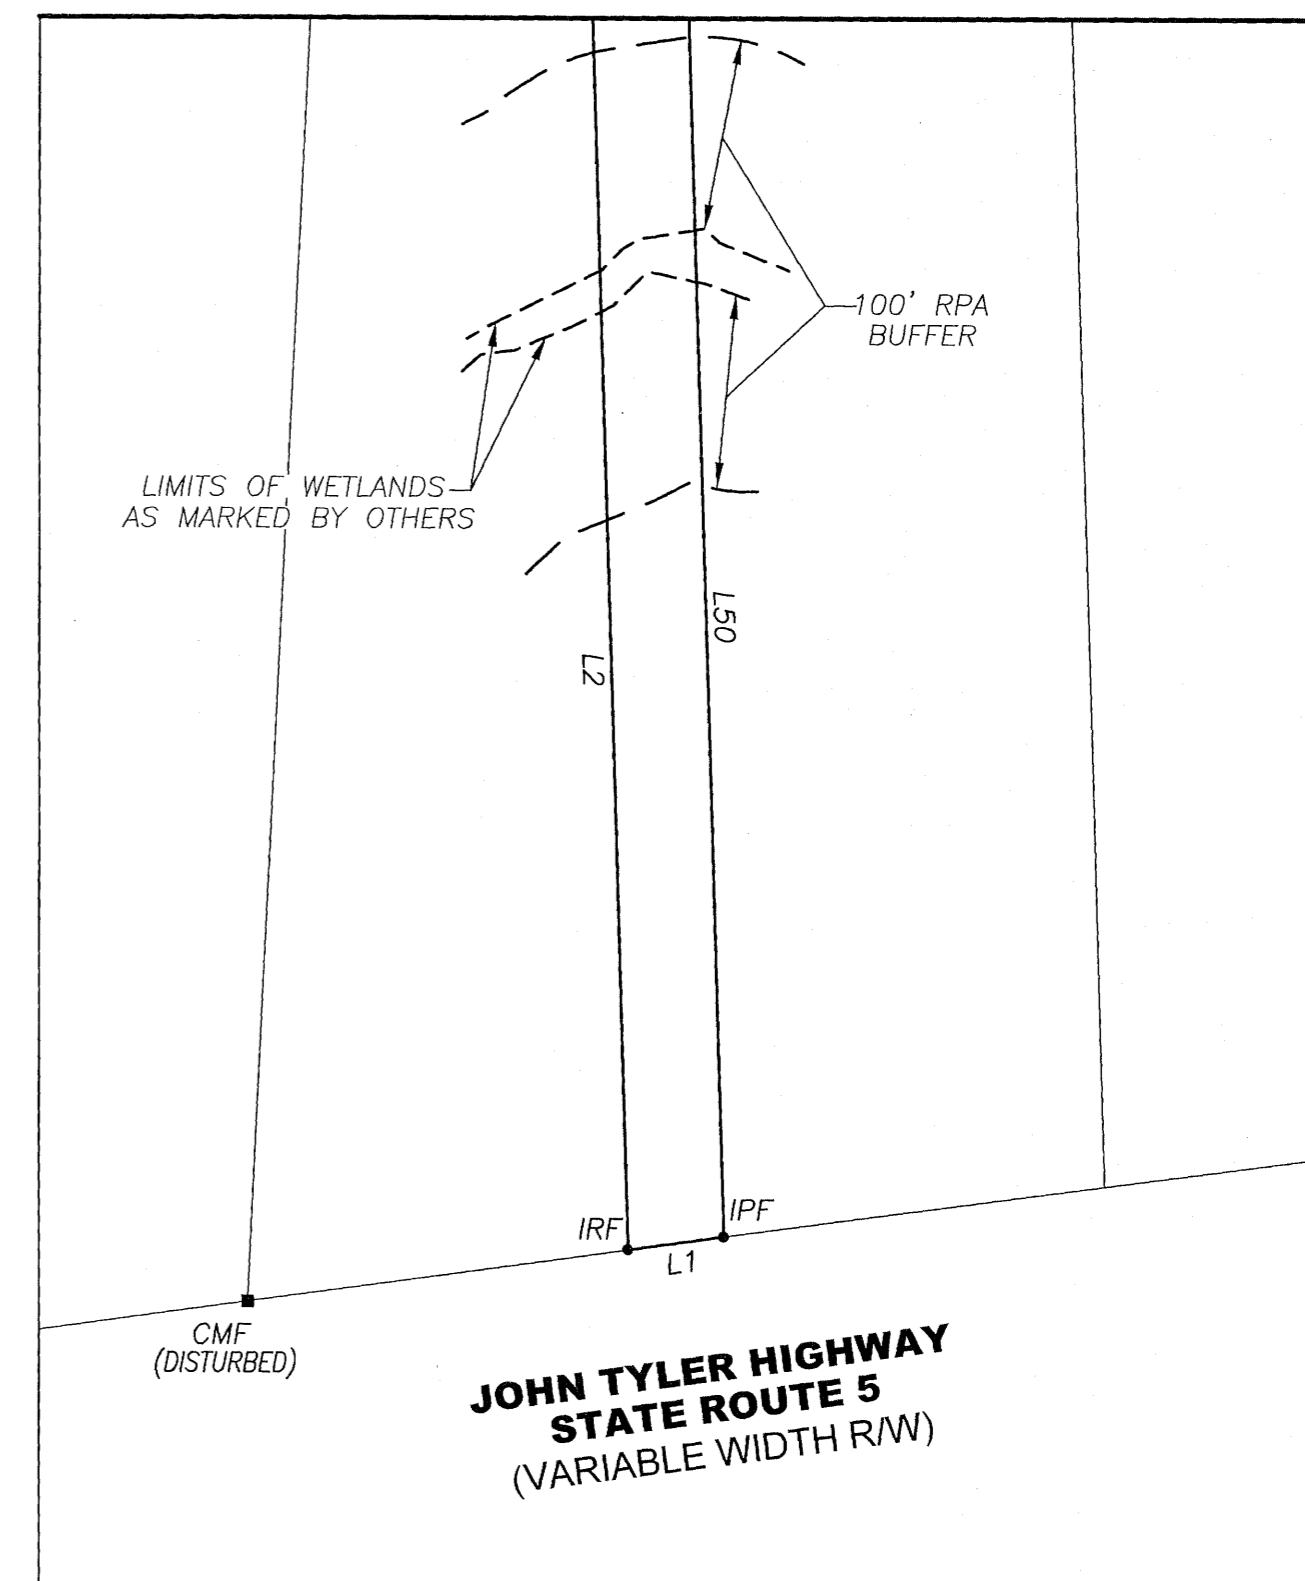 100' RPA
BUFFER
LIMITS OF WETLANDS
AS MARKED BY OTHERS
L50
L2
IRF
IPF
L1
CMF
(DISTURBED)
JOHN TYLER HIGHWAY
STATE ROUTE 5
(VARIABLE WIDTH R/W)